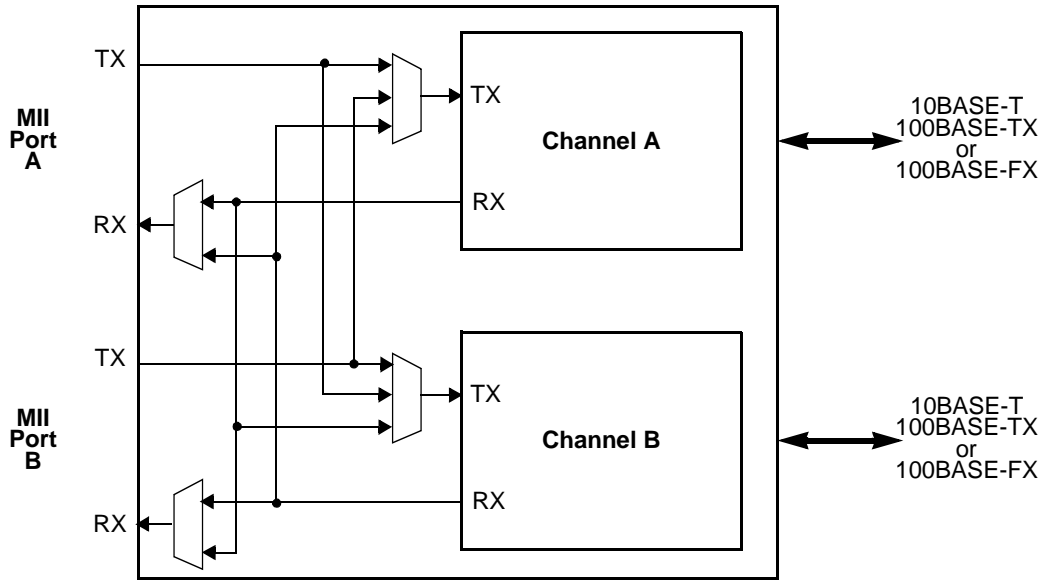 TX
MII
Port
A
RX
TX
Channel A
RX
10BASE-T
100BASE-TX
or
100BASE-FX
TX
MII
Port
B
RX
TX
Channel B
RX
10BASE-T
100BASE-TX
or
100BASE-FX